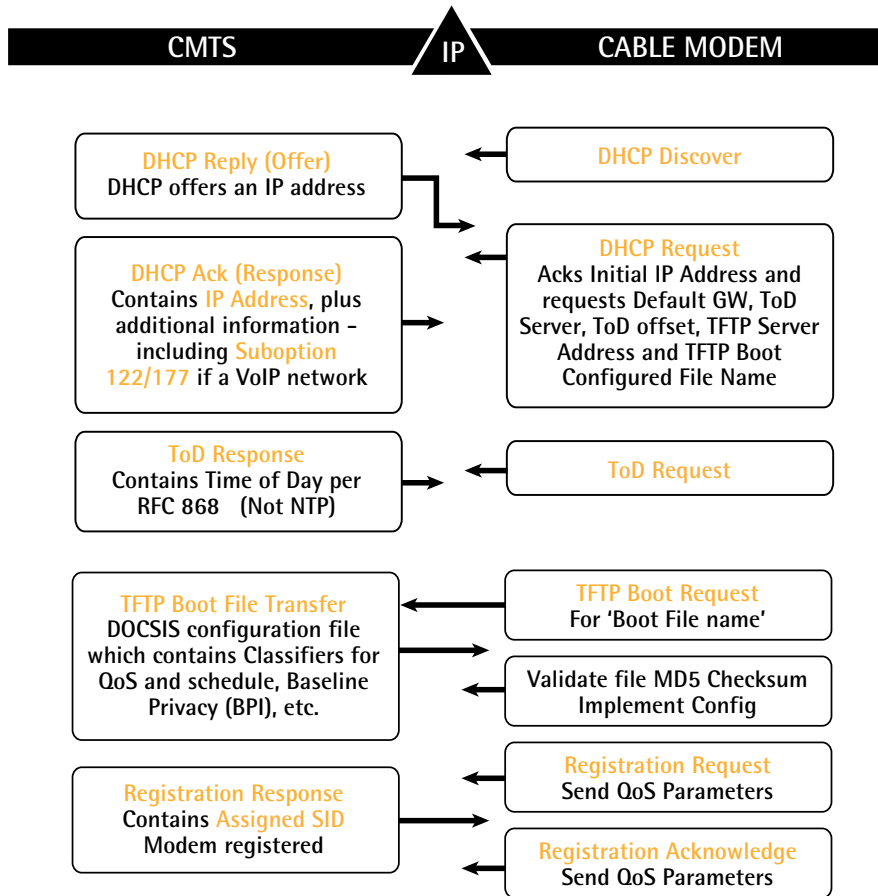 CMTS
IP
CABLE MODEM
DHCP Reply (Offer)
DHCP offers an IP address
DHCP Discover
DHCP Ack (Response)
Contains IP Address, plus
additional information –
including Suboption
122/177 if a VoIP network
DHCP Request
Acks Initial IP Address and
requests Default GW, ToD
Server, ToD offset, TFTP Server
Address and TFTP Boot
Configured File Name
ToD Response
Contains Time of Day per
RFC 868 (Not NTP)
ToD Request
TFTP Boot File Transfer
DOCSIS configuration file
which contains Classifiers for
QoS and schedule, Baseline
Privacy (BPI), etc.
TFTP Boot Request
For ‘Boot File name’
Validate file MD5 Checksum
Implement Config
Registration Response
Contains Assigned SID
Modem registered
Registration Request
Send QoS Parameters
Registration Acknowledge
Send QoS Parameters